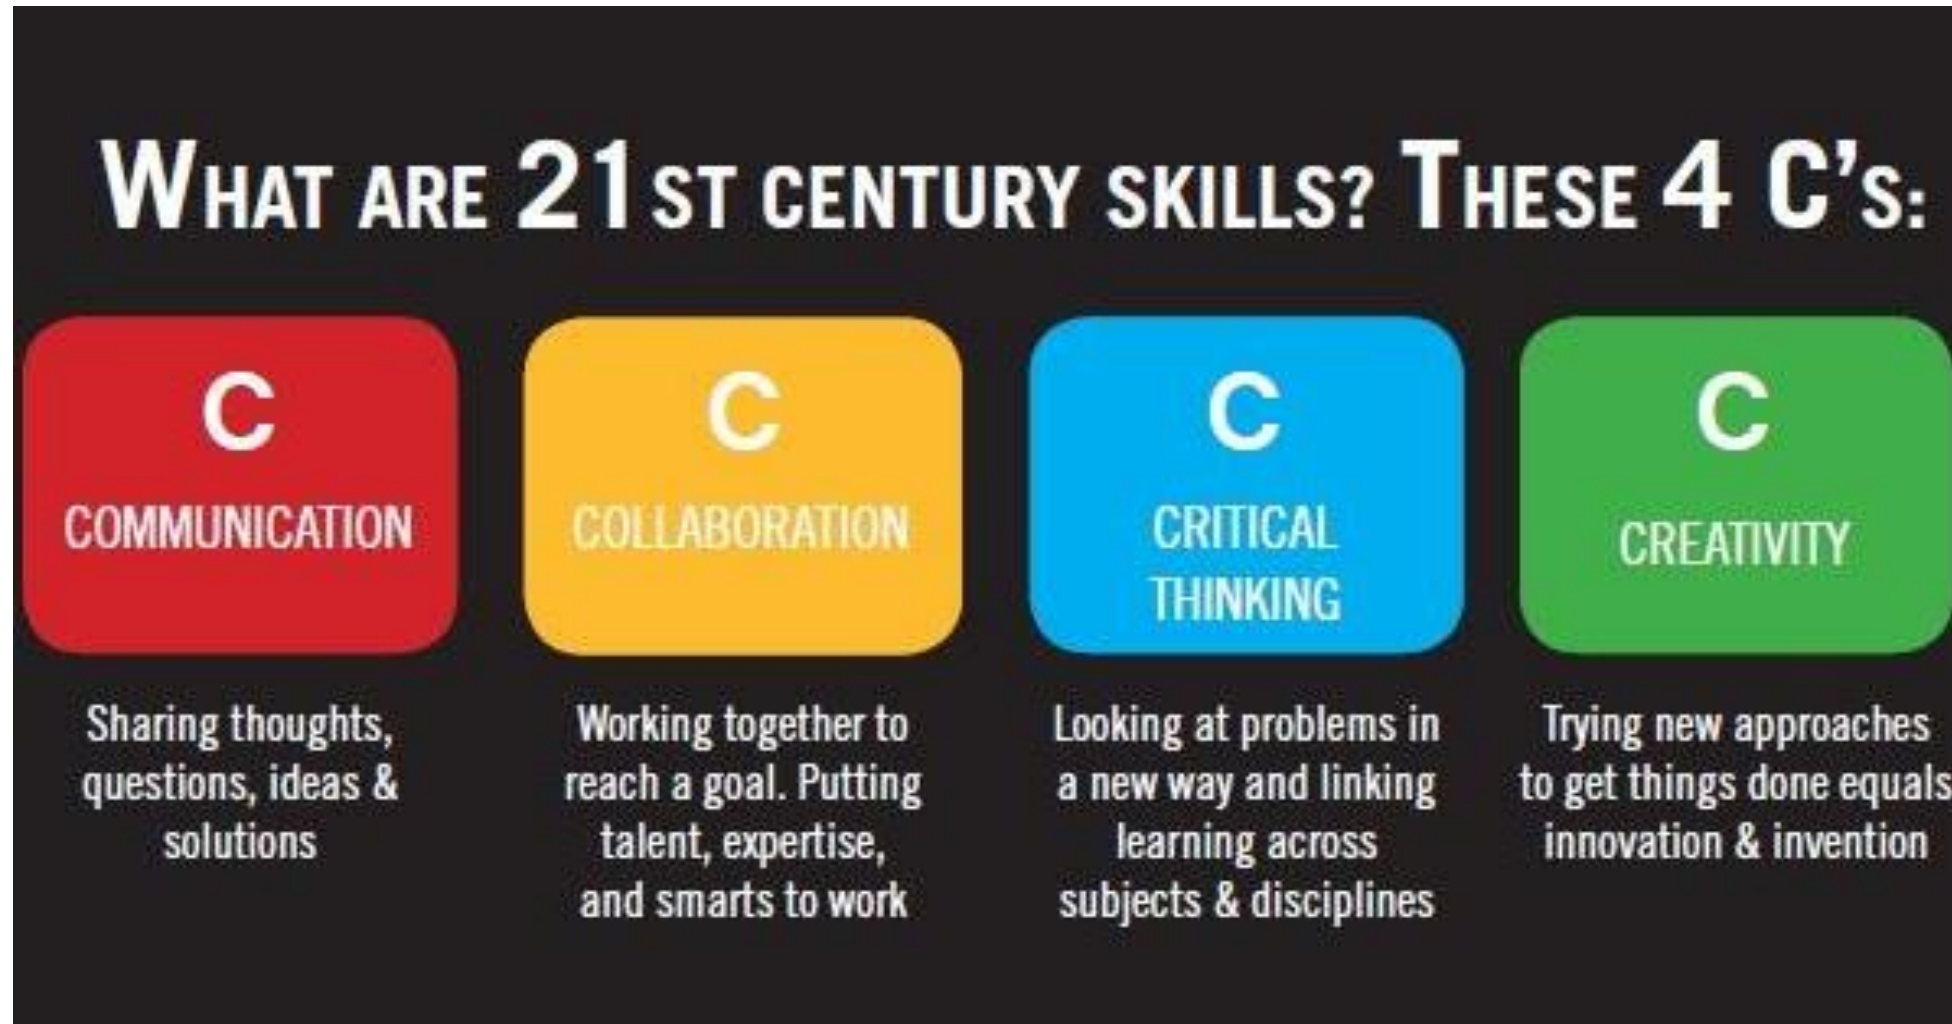 WHAT ARE 21ST CENTURY SKILLS? THESE 4 C'S:
C
COMMUNICATION
Sharing thoughts,
questions, ideas &
solutions
C
COLLABORATION
Working together to
reach a goal. Putting
talent, expertise,
and smarts to work
C
CRITICAL
THINKING
Looking at problems in
a new way and linking
learning across
subjects & disciplines
C
CREATIVITY
Trying new approaches
to get things done equals
innovation & invention